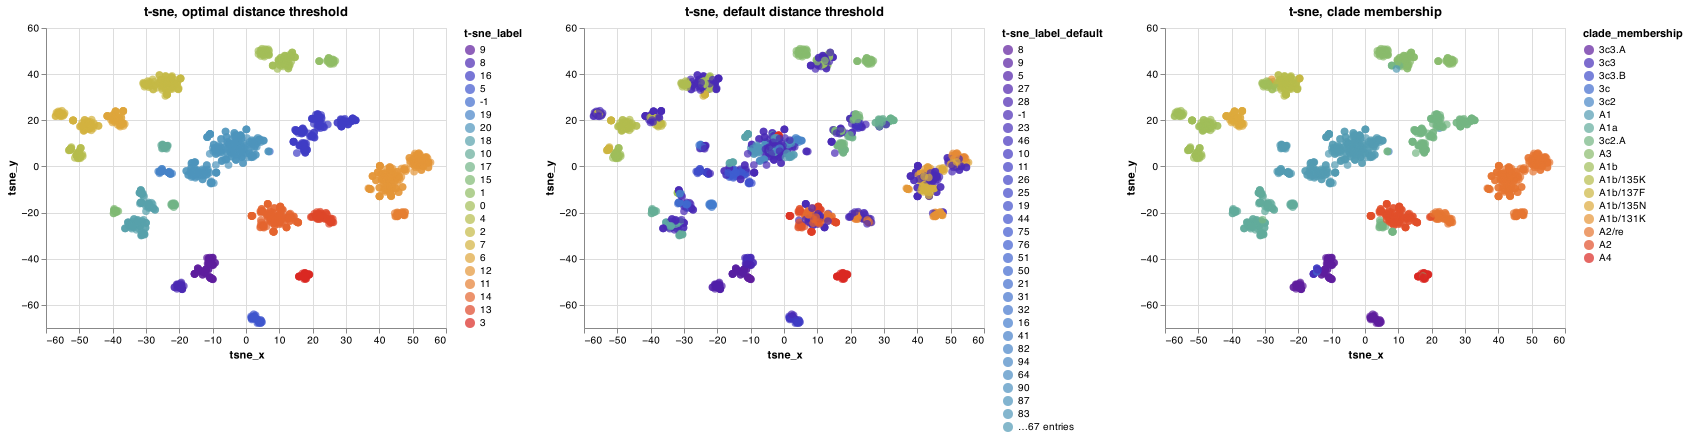 t-sne, optimal distance threshold
60
40
20
0
−20
−40
−60
tsne_y
−60 −50 −40 −30 −20 −10 0 10 20 30 40 50 60
tsne_x
t-sne_label
9
8
16
5
-1
19
20
18
10
17
15
1
0
4
2
7
6
12
11
14
13
3
t-sne, default distance threshold
60
40
20
0
−20
−40
−60
tsne_y
−60 −50 −40 −30 −20 −10 0 10 20 30 40 50 60
tsne_x
t-sne_label_default
8
9
5
27
28
-1
23
46
10
11
26
25
19
44
75
76
51
50
21
31
32
16
41
82
94
64
90
87
83
…67 entries
t-sne, clade membership
60
40
20
0
−20
−40
−60
tsne_y
−60 −50 −40 −30 −20 −10 0 10 20 30 40 50 60
tsne_x
clade_membership
3c3.A
3c3
3c3.B
3c
3c2
A1
A1a
3c2.A
A3
A1b
A1b/135K
A1b/137F
A1b/135N
A1b/131K
A2/re
A2
A4